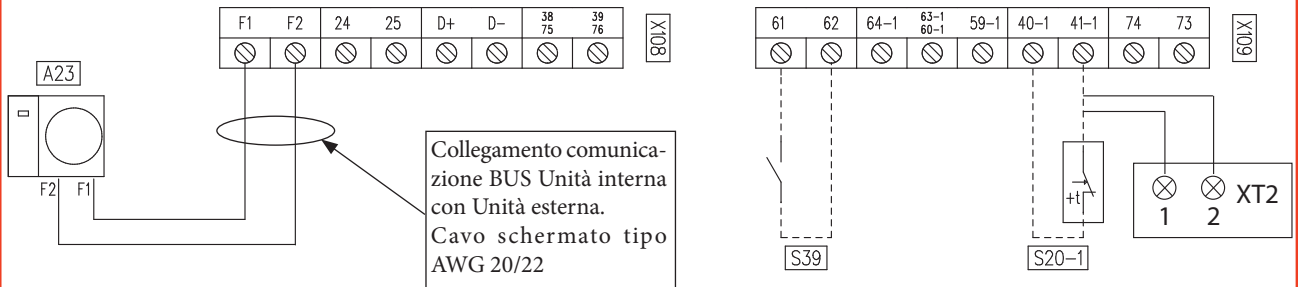 F1 F2 24 25 D+ D- 38 39
75 76
X108
61 62 64-1 63-1 59-1 40-1 41-1 74 73
60-1
X109
A23
F2 F1
Collegamento comunica-
zione BUS Unità interna
con Unità esterna.
Cavo schermato tipo
AWG 20/22
+t
1 2 XT2
S39
S20-1